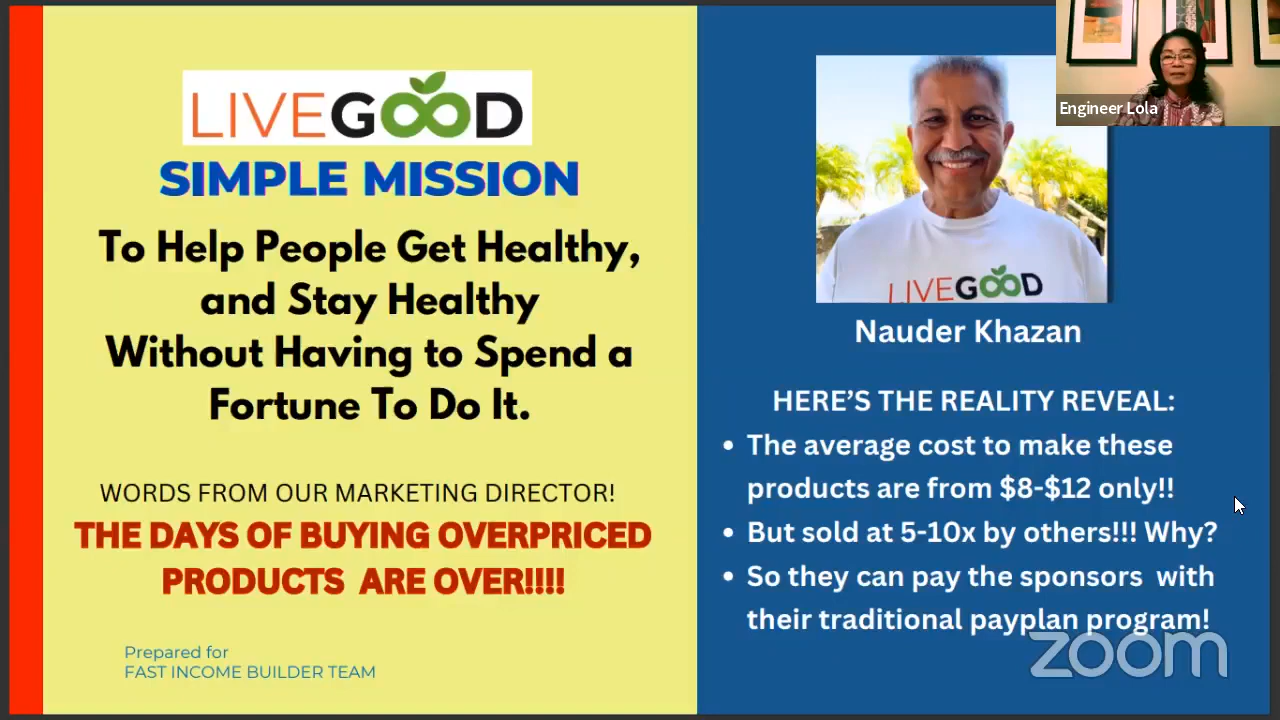 LIVEGOOD
SIMPLE MISSION
To Help People Get Healthy,
and Stay Healthy
Without Having to Spend a
Fortune To Do It.
WORDS FROM OUR MARKETING DIRECTOR!
THE DAYS OF BUYING OVERPRICED
PRODUCTS ARE OVER!!!!
Prepared for
FAST INCOME BUILDER TEAM
LIVEGOOD
Nauder Khazan
HERE'S THE REALITY REVEAL:
• The average cost to make these
products are from $8-$12 only!!
• But sold at 5-10x by others!!! Why?
• So they can pay the sponsors with
their traditional payplan program!
zoom
Engineer Lola